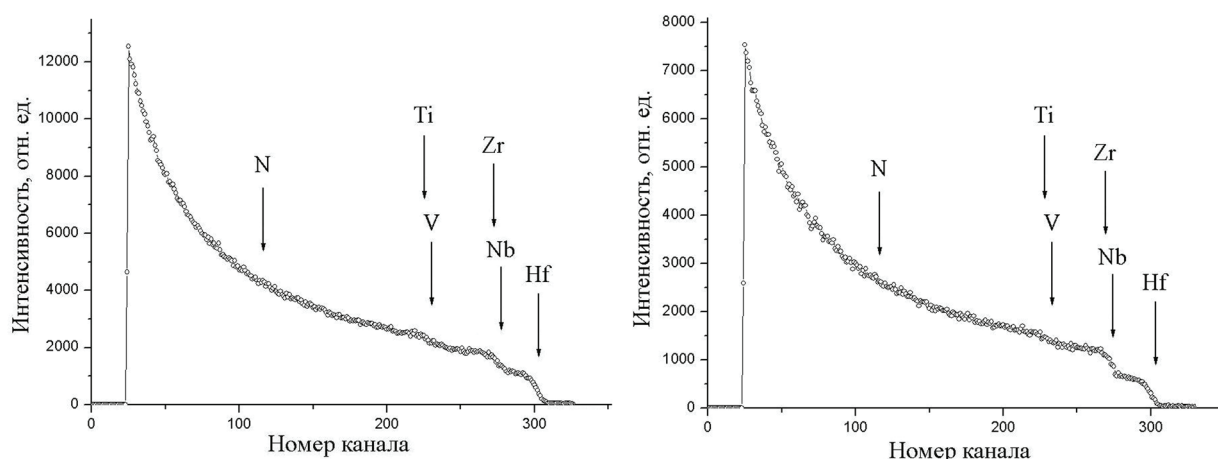 Интенсивность, отн. ед.
12000
10000
8000
6000
4000
2000
0
N
Ti
V
Zr
Nb
Hf
0
100
200
300
Номер канала
Интенсивность, отн. ед.
8000
7000
6000
5000
4000
3000
2000
1000
0
N
Ti
V
Zr
Nb
Hf
0
100
200
300
Номер канала